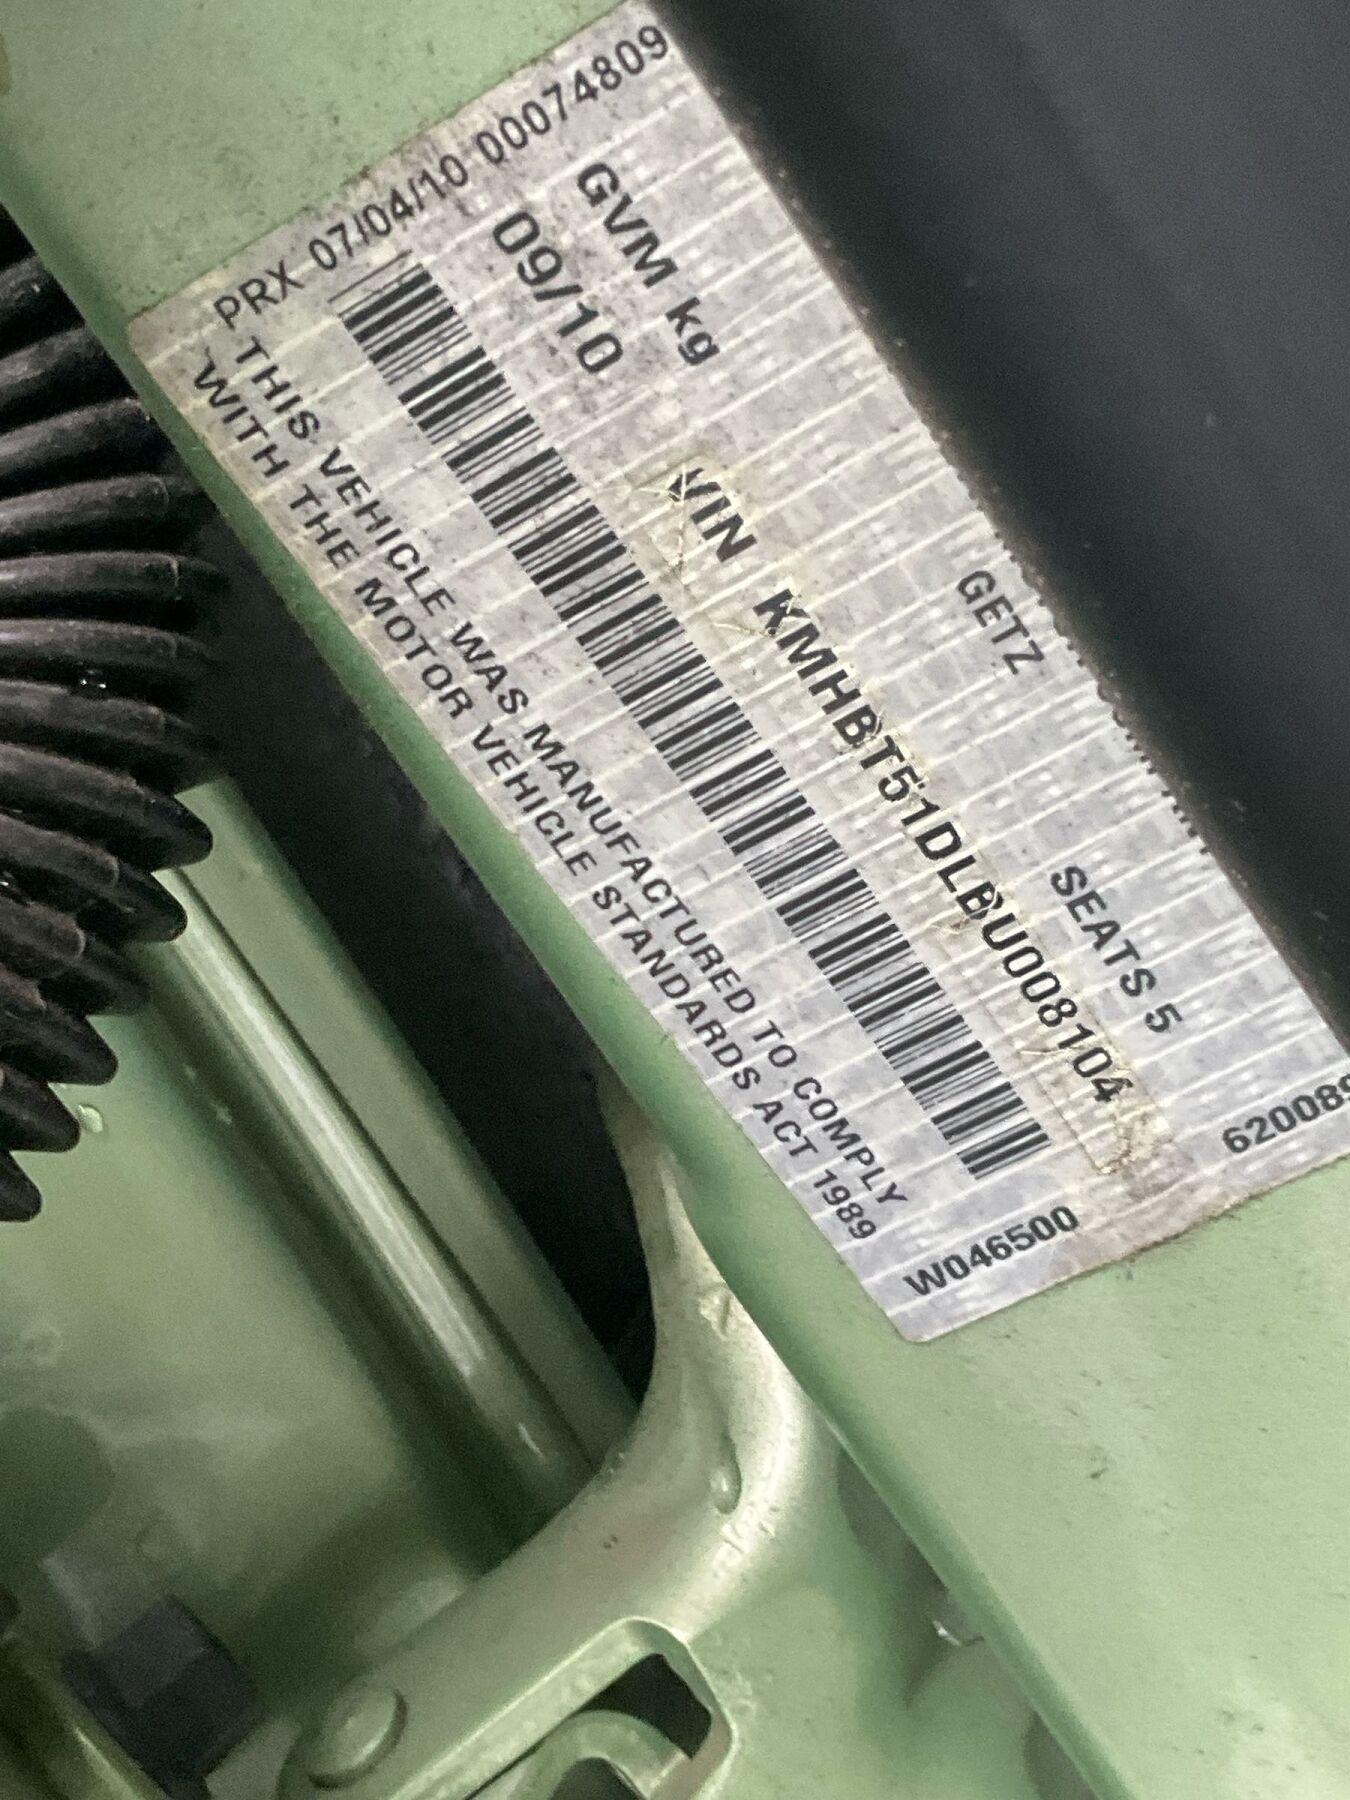 PRX 07/04/10 00074809
GETZ
GVM kg
SEATS 5
09/10
VIN KMHBT51DLBU008104
THIS VEHICLE WAS MANUFACTURED TO COMPLY
WITH THE MOTOR VEHICLE STANDARDS ACT 1989
W046500
620089